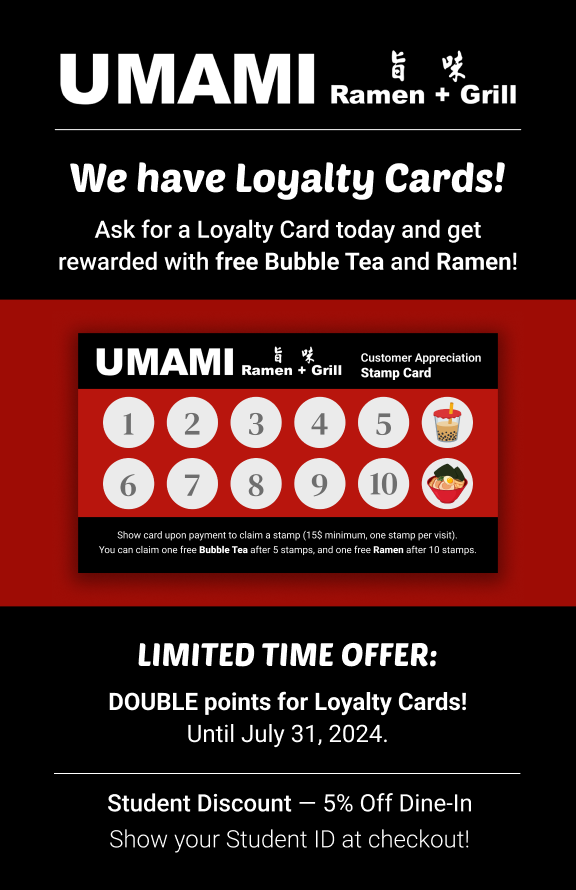 UMAMI 旨 味
Ramen + Grill
We have Loyalty Cards!
Ask for a Loyalty Card today and get
rewarded with free Bubble Tea and Ramen!
UMAMI 旨 味
Ramen + Grill
Customer Appreciation
Stamp Card
1 2 3 4 5
6 7 8 9 10
Show card upon payment to claim a stamp (15$ minimum, one stamp per visit).
You can claim one free Bubble Tea after 5 stamps, and one free Ramen after 10 stamps.
LIMITED TIME OFFER:
DOUBLE points for Loyalty Cards!
Until July 31, 2024.
Student Discount — 5% Off Dine-In
Show your Student ID at checkout!